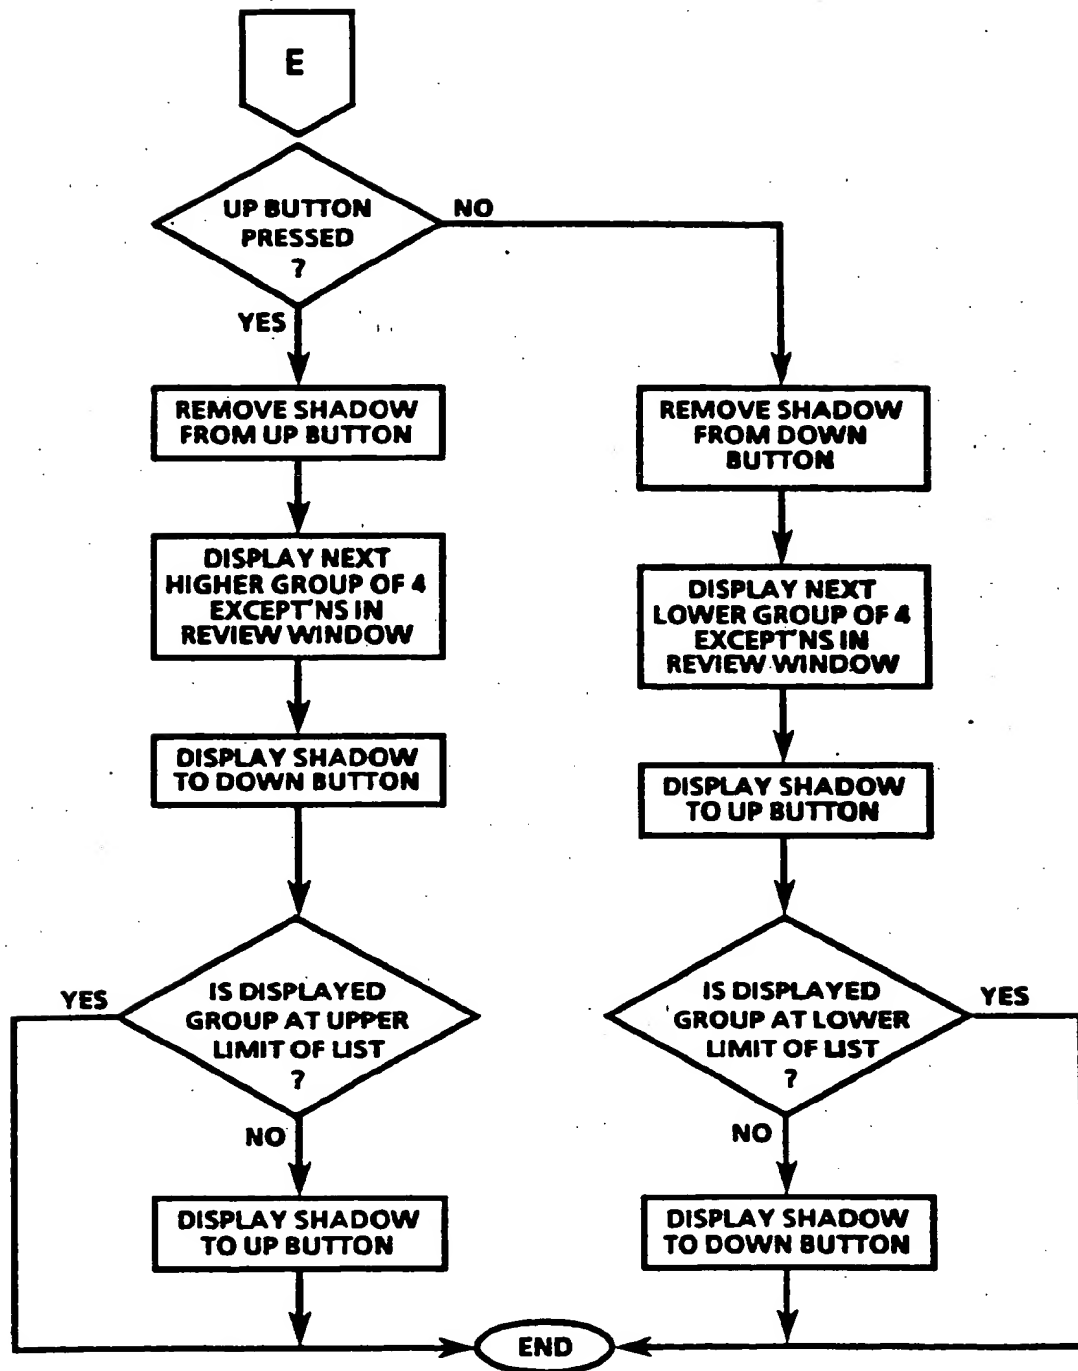 E
UP BUTTON
PRESSED
?
NO
YES
REMOVE SHADOW
FROM UP BUTTON
DISPLAY NEXT
HIGHER GROUP OF 4
EXCEPT'NS IN
REVIEW WINDOW
DISPLAY SHADOW
TO DOWN BUTTON
IS DISPLAYED
GROUP AT UPPER
LIMIT OF LIST
?
YES
NO
DISPLAY SHADOW
TO UP BUTTON
REMOVE SHADOW
FROM DOWN
BUTTON
DISPLAY NEXT
LOWER GROUP OF 4
EXCEPT'NS IN
REVIEW WINDOW
DISPLAY SHADOW
TO UP BUTTON
IS DISPLAYED
GROUP AT LOWER
LIMIT OF LIST
?
YES
NO
DISPLAY SHADOW
TO DOWN BUTTON
END